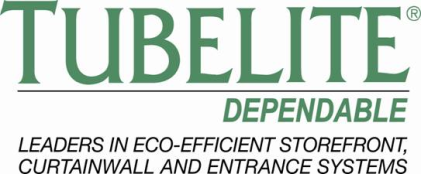 TUBELITE®
DEPENDABLE
LEADERS IN ECO-EFFICIENT STOREFRONT,
CURTAINWALL AND ENTRANCE SYSTEMS